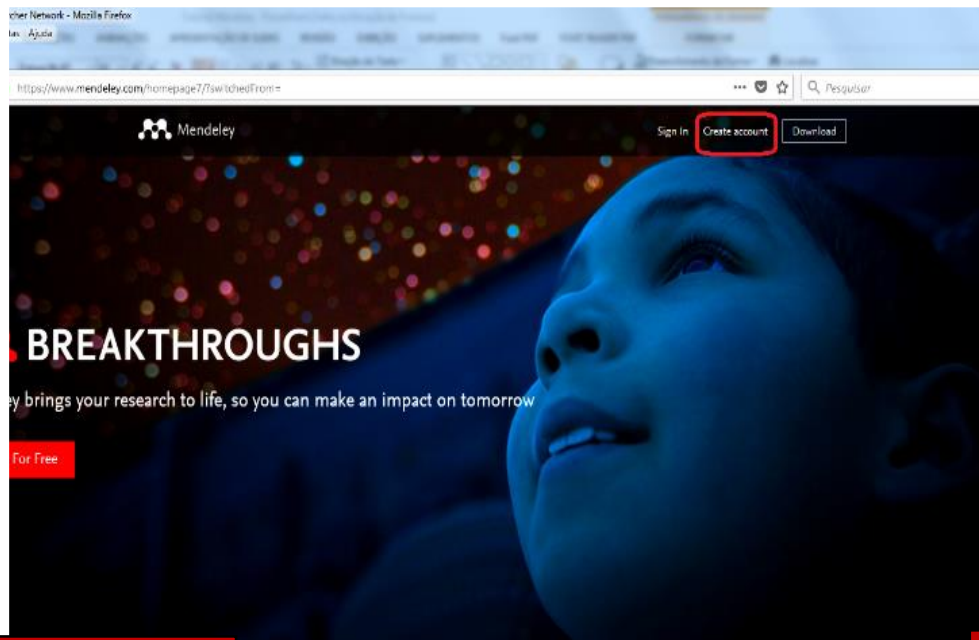 cher Network - Mozilla Firefox
tas Ajuda
https://www.mendeley.com/homepage7/?switchedFrom=
Pesquisar
Mendeley
Sign In Create account Download
BREAKTHROUGHS
ey brings your research to life, so you can make an impact on tomorrow
For Free